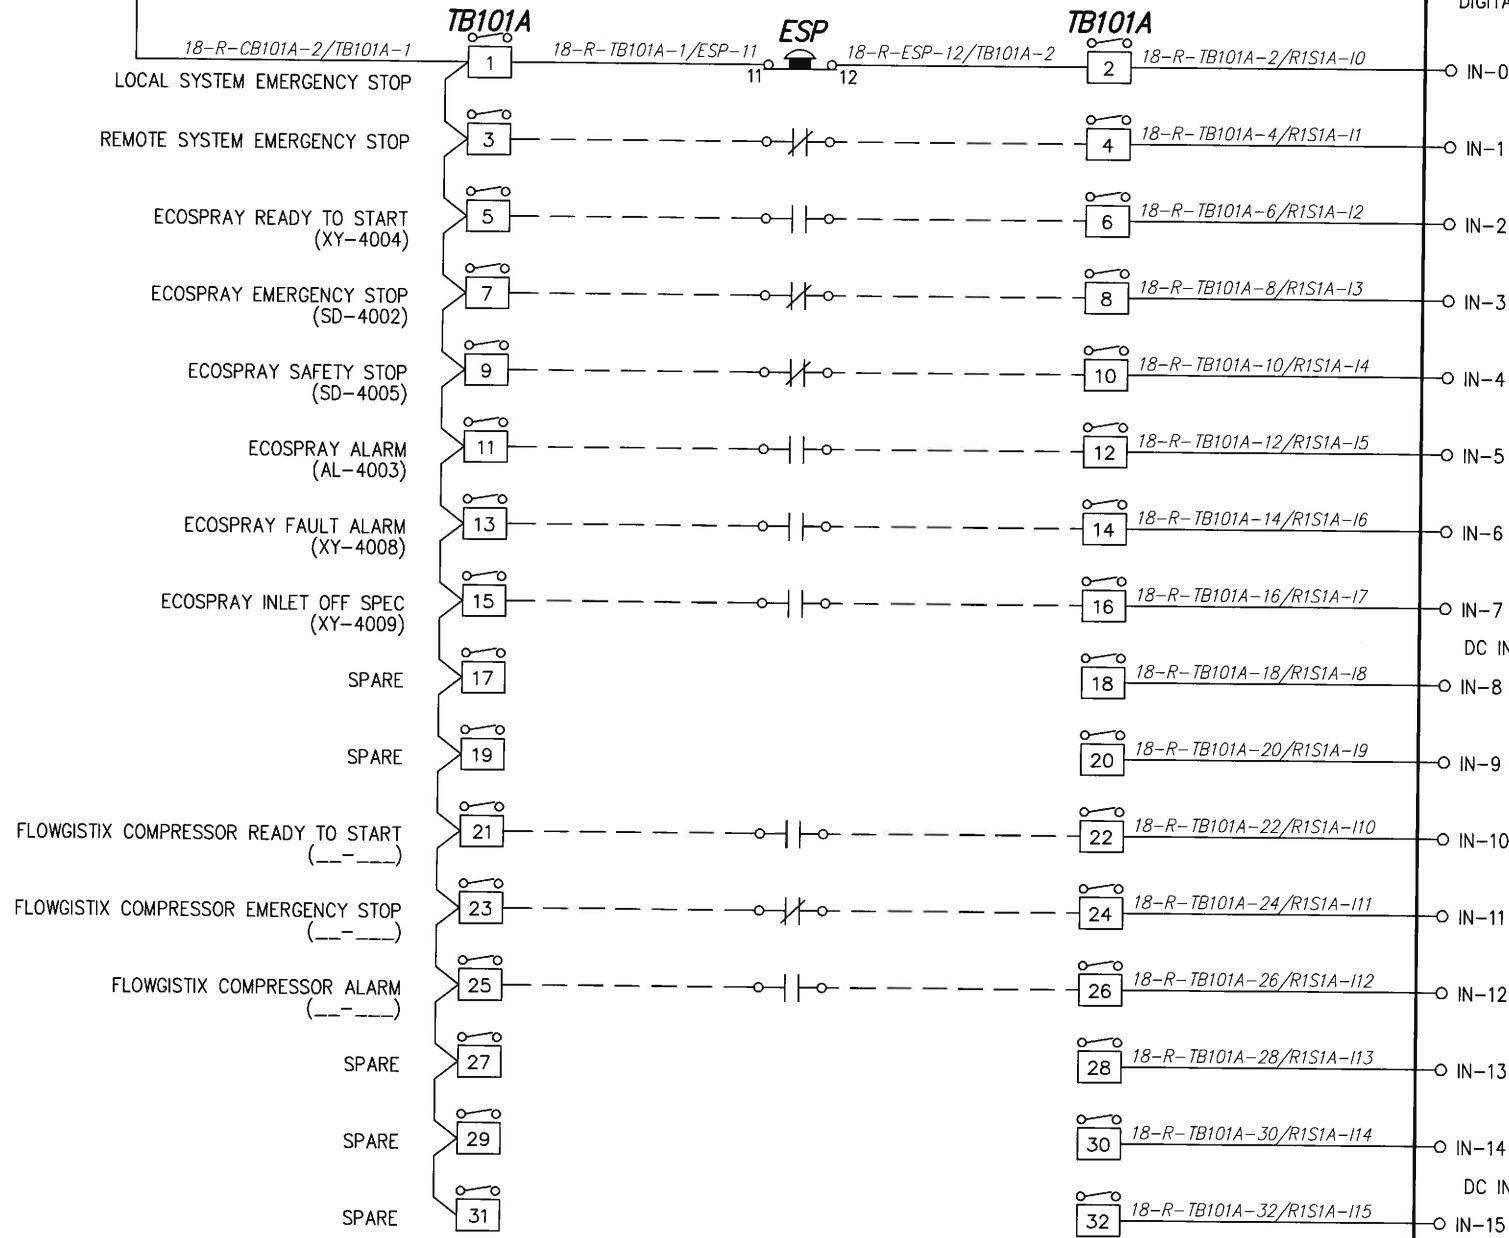 DIGITA
TB101A ESP TB101A
18-R-CB101A-2/TB101A-1 1 18-R-TB101A-1/ESP-11 11 12 18-R-ESP-12/TB101A-2 2 18-R-TB101A-2/R1S1A-I0 IN-0
LOCAL SYSTEM EMERGENCY STOP
REMOTE SYSTEM EMERGENCY STOP 3 4 18-R-TB101A-4/R1S1A-I1 IN-1
ECOSPRAY READY TO START 5 6 18-R-TB101A-6/R1S1A-I2 IN-2
(XY-4004)
ECOSPRAY EMERGENCY STOP 7 8 18-R-TB101A-8/R1S1A-I3 IN-3
(SD-4002)
ECOSPRAY SAFETY STOP 9 10 18-R-TB101A-10/R1S1A-I4 IN-4
(SD-4005)
ECOSPRAY ALARM 11 12 18-R-TB101A-12/R1S1A-I5 IN-5
(AL-4003)
ECOSPRAY FAULT ALARM 13 14 18-R-TB101A-14/R1S1A-I6 IN-6
(XY-4008)
ECOSPRAY INLET OFF SPEC 15 16 18-R-TB101A-16/R1S1A-I7 IN-7
(XY-4009)
DC IN
SPARE 17 18 18-R-TB101A-18/R1S1A-I8 IN-8
SPARE 19 20 18-R-TB101A-20/R1S1A-I9 IN-9
FLOWGISTIX COMPRESSOR READY TO START 21 22 18-R-TB101A-22/R1S1A-I10 IN-10
(__-___)
FLOWGISTIX COMPRESSOR EMERGENCY STOP 23 24 18-R-TB101A-24/R1S1A-I11 IN-11
(__-___)
FLOWGISTIX COMPRESSOR ALARM 25 26 18-R-TB101A-26/R1S1A-I12 IN-12
(__-___)
SPARE 27 28 18-R-TB101A-28/R1S1A-I13 IN-13
SPARE 29 30 18-R-TB101A-30/R1S1A-I14 IN-14
DC IN
SPARE 31 32 18-R-TB101A-32/R1S1A-I15 IN-15